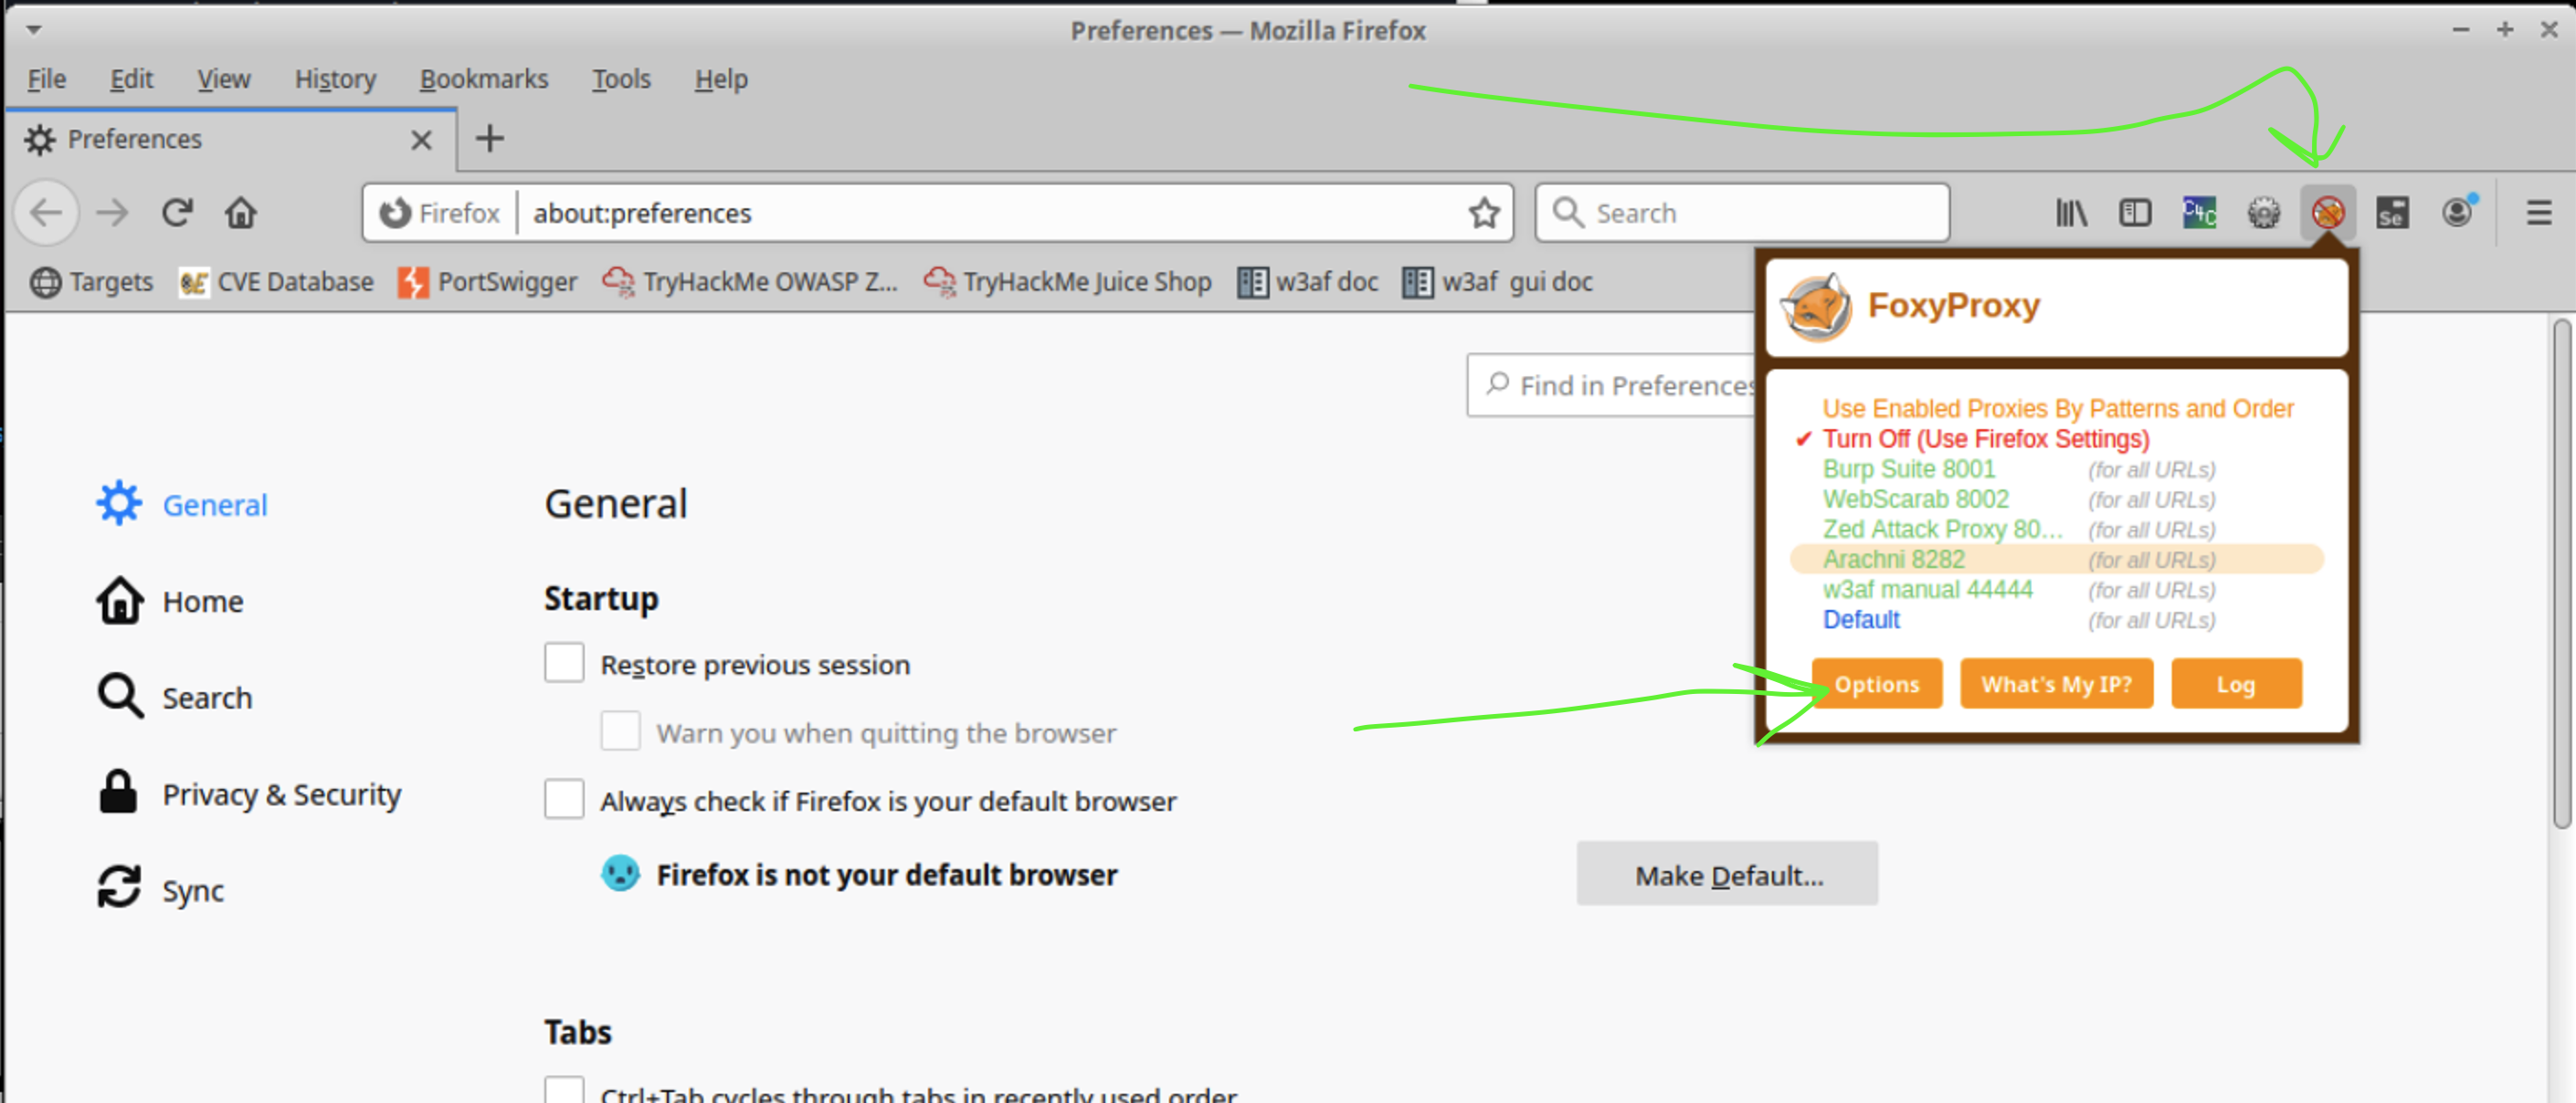 Preferences — Mozilla Firefox
File Edit View History Bookmarks Tools Help
Preferences
Firefox about:preferences
Search
C4C
Se
Targets CVE Database PortSwigger TryHackMe OWASP Z... TryHackMe Juice Shop w3af doc w3af gui doc
FoxyProxy
Find in Preferences
Use Enabled Proxies By Patterns and Order
✔ Turn Off (Use Firefox Settings)
Burp Suite 8001 (for all URLs)
WebScarab 8002 (for all URLs)
Zed Attack Proxy 80... (for all URLs)
Arachni 8282 (for all URLs)
w3af manual 44444 (for all URLs)
Default (for all URLs)
Options What's My IP? Log
General
Home
Search
Privacy & Security
Sync
General
Startup
Restore previous session
Warn you when quitting the browser
Always check if Firefox is your default browser
Firefox is not your default browser
Make Default...
Tabs
Ctrl+Tab cycles through tabs in recently used order